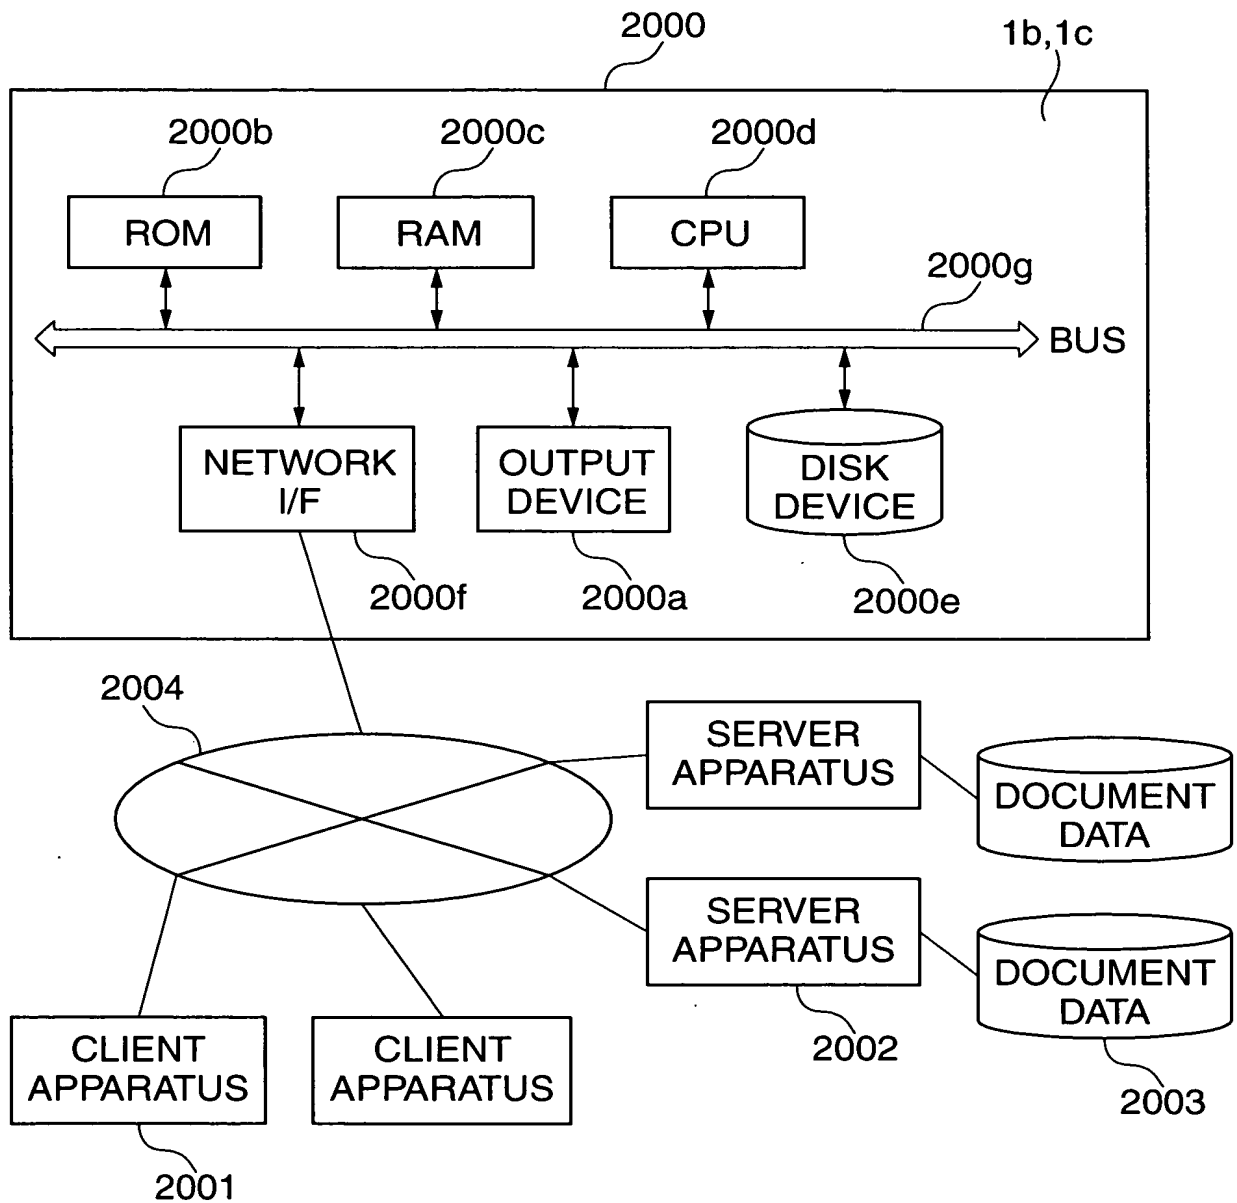 2000
1b,1c
2000b
2000c
2000d
ROM
RAM
CPU
2000g
BUS
NETWORK
I/F
OUTPUT
DEVICE
DISK
DEVICE
2000f
2000a
2000e
2004
SERVER
APPARATUS
DOCUMENT
DATA
SERVER
APPARATUS
DOCUMENT
DATA
2002
2003
CLIENT
APPARATUS
CLIENT
APPARATUS
2001